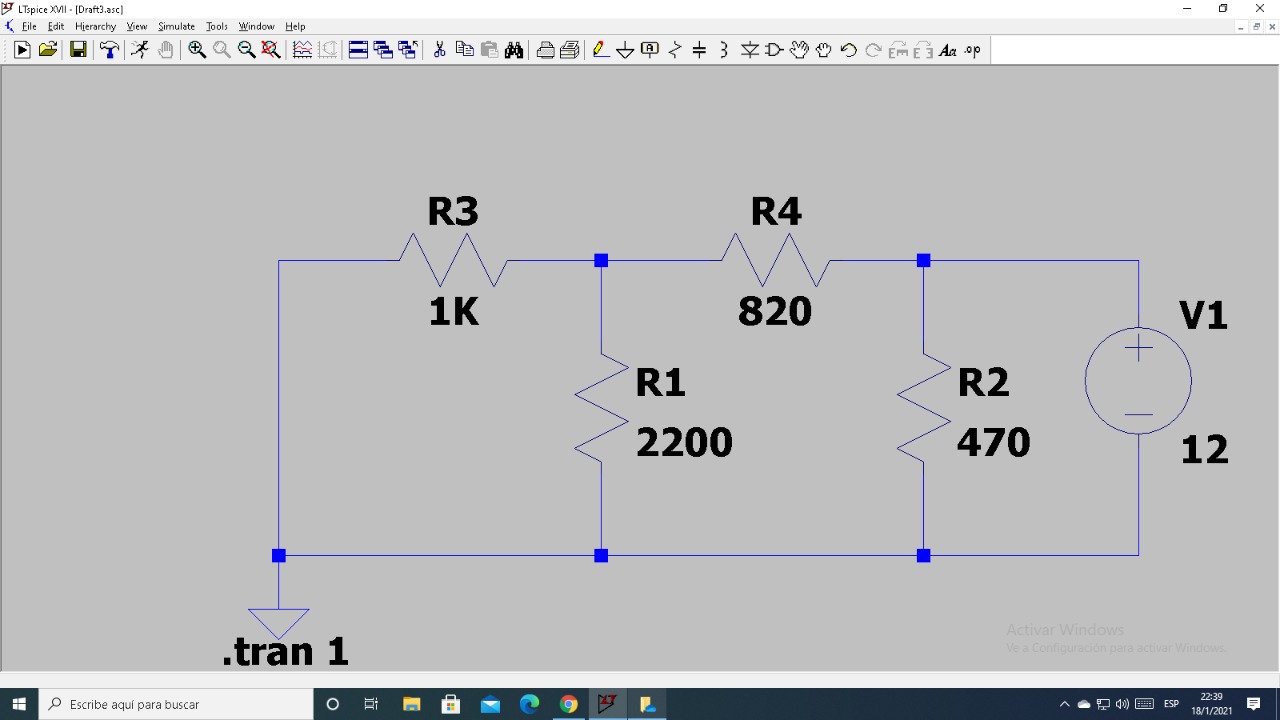 LTspice XVII - [Draft3.asc]
File Edit Hierarchy View Simulate Tools Window Help
Aa .op
R3
R4
1K
820
V1
R1
R2
2200
470
12
.tran 1
Activar Windows
Ve a Configuración para activar Windows.
Escribe aquí para buscar
ESP
22:39
18/1/2021